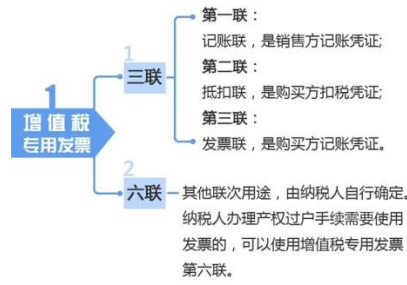 1
增值税
专用发票
1
三联
第一联：
记账联，是销售方记账凭证;
第二联：
抵扣联，是购买方扣税凭证;
第三联：
发票联，是购买方记账凭证。
2
六联
其他联次用途，由纳税人自行确定。
纳税人办理产权过户手续需要使用
发票的，可以使用增值税专用发票
第六联。